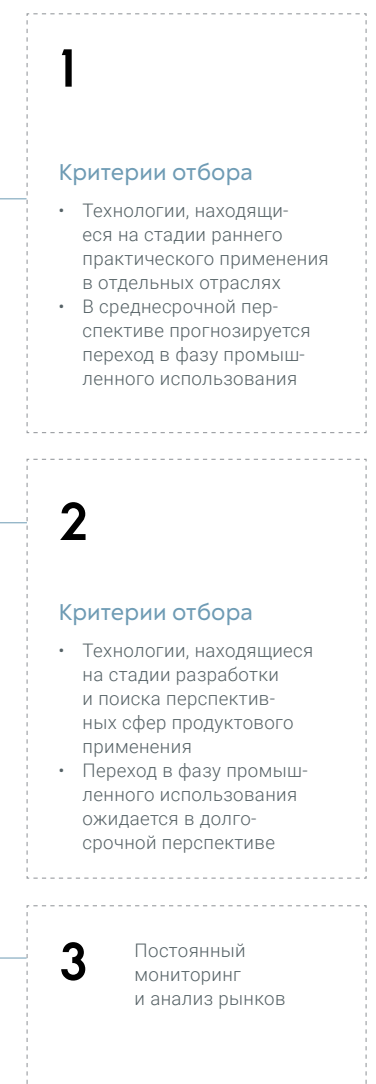 1
Критерии отбора
• Технологии, находящи-
еся на стадии раннего
практического применения
в отдельных отраслях
• В среднесрочной пер-
спективе прогнозируется
переход в фазу промыш-
ленного использования
2
Критерии отбора
• Технологии, находящиеся
на стадии разработки
и поиска перспектив-
ных сфер продуктового
применения
• Переход в фазу промыш-
ленного использования
ожидается в долго-
срочной перспективе
3
Постоянный
мониторинг
и анализ рынков